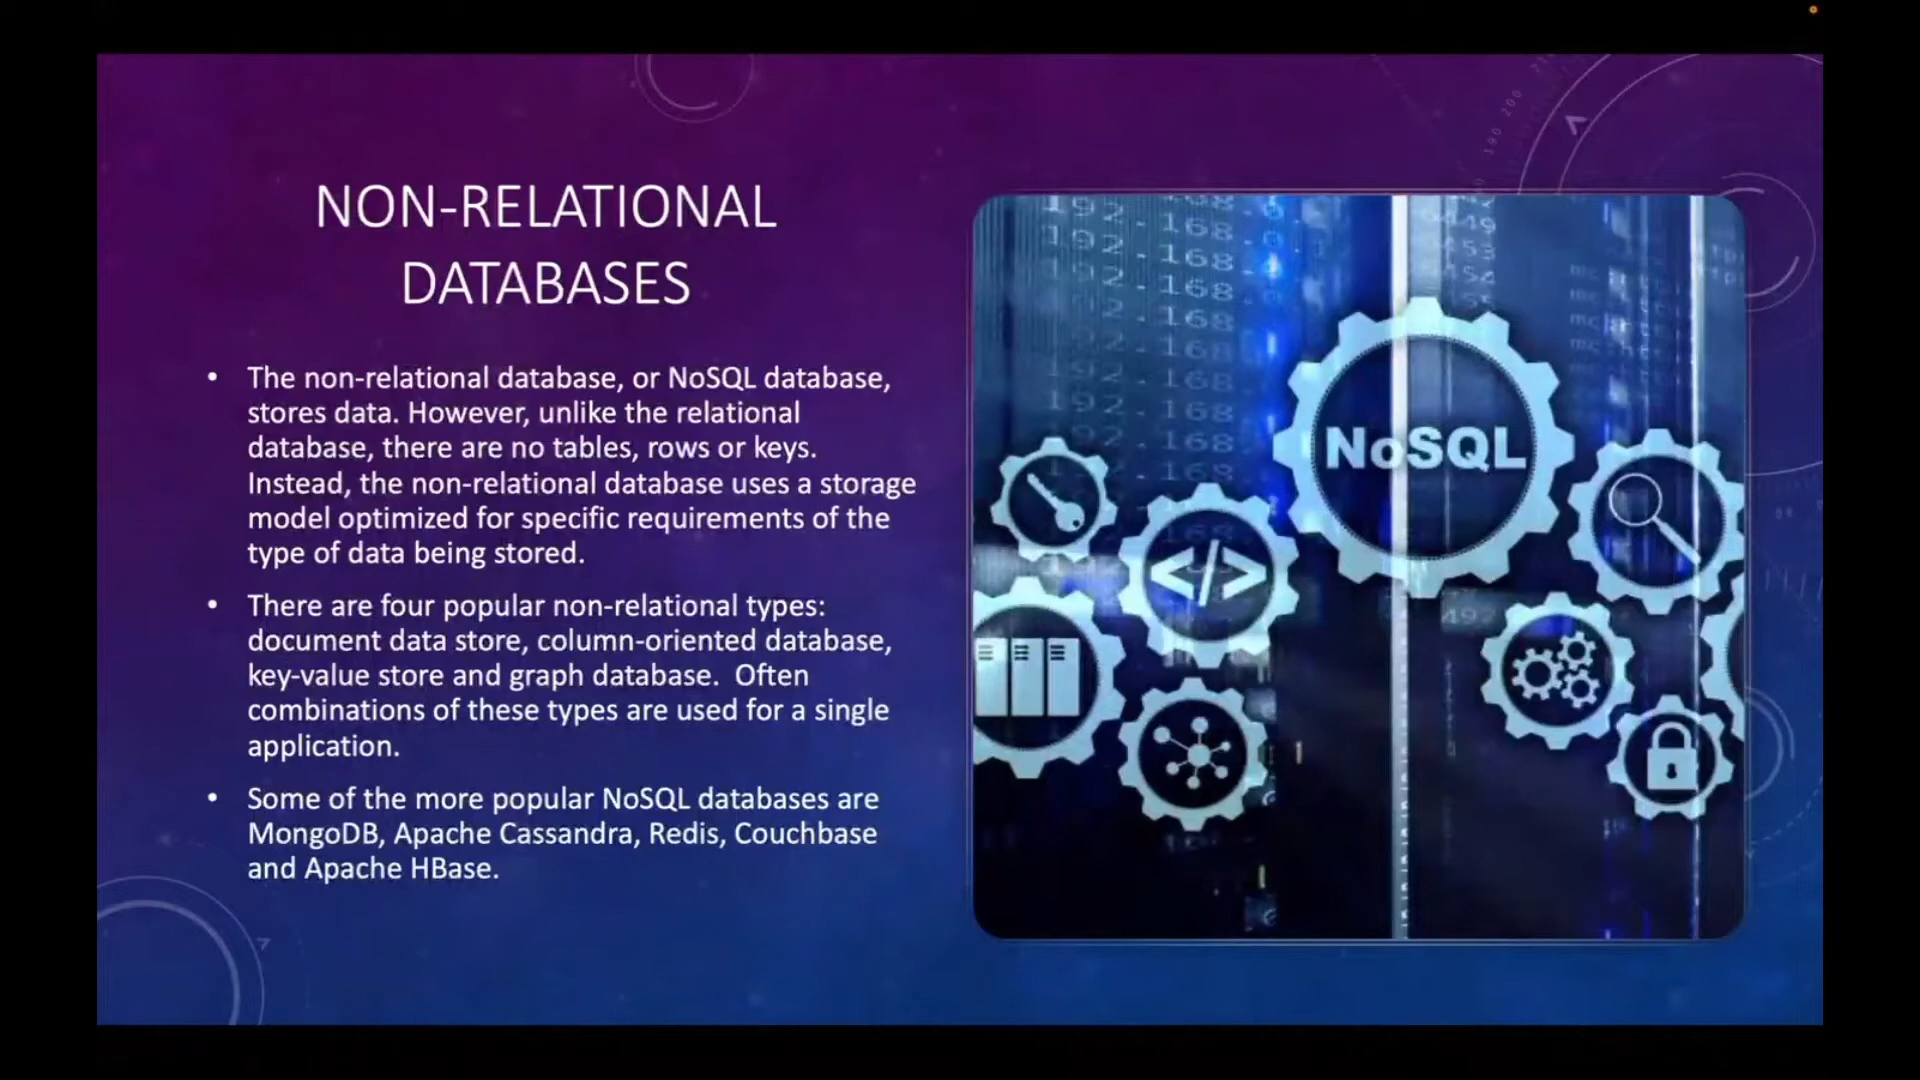 NON-RELATIONAL
DATABASES
• The non-relational database, or NoSQL database,
stores data. However, unlike the relational
database, there are no tables, rows or keys.
Instead, the non-relational database uses a storage
model optimized for specific requirements of the
type of data being stored.
• There are four popular non-relational types:
document data store, column-oriented database,
key-value store and graph database.  Often
combinations of these types are used for a single
application.
• Some of the more popular NoSQL databases are
MongoDB, Apache Cassandra, Redis, Couchbase
and Apache HBase.
NoSQL